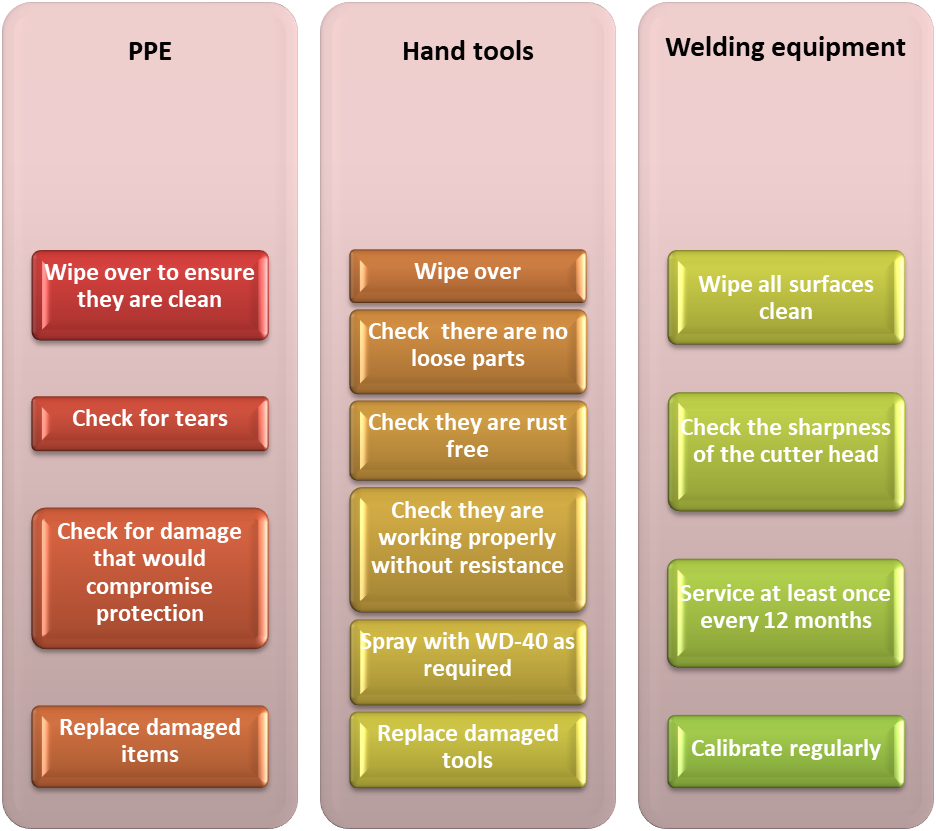 PPE
Wipe over to ensure
they are clean
Check for tears
Check for damage
that would
compromise
protection
Replace damaged
items
Hand tools
Wipe over
Check  there are no
loose parts
Check they are rust
free
Check they are
working properly
without resistance
Spray with WD-40 as
required
Replace damaged
tools
Welding equipment
Wipe all surfaces
clean
Check the sharpness
of the cutter head
Service at least once
every 12 months
Calibrate regularly